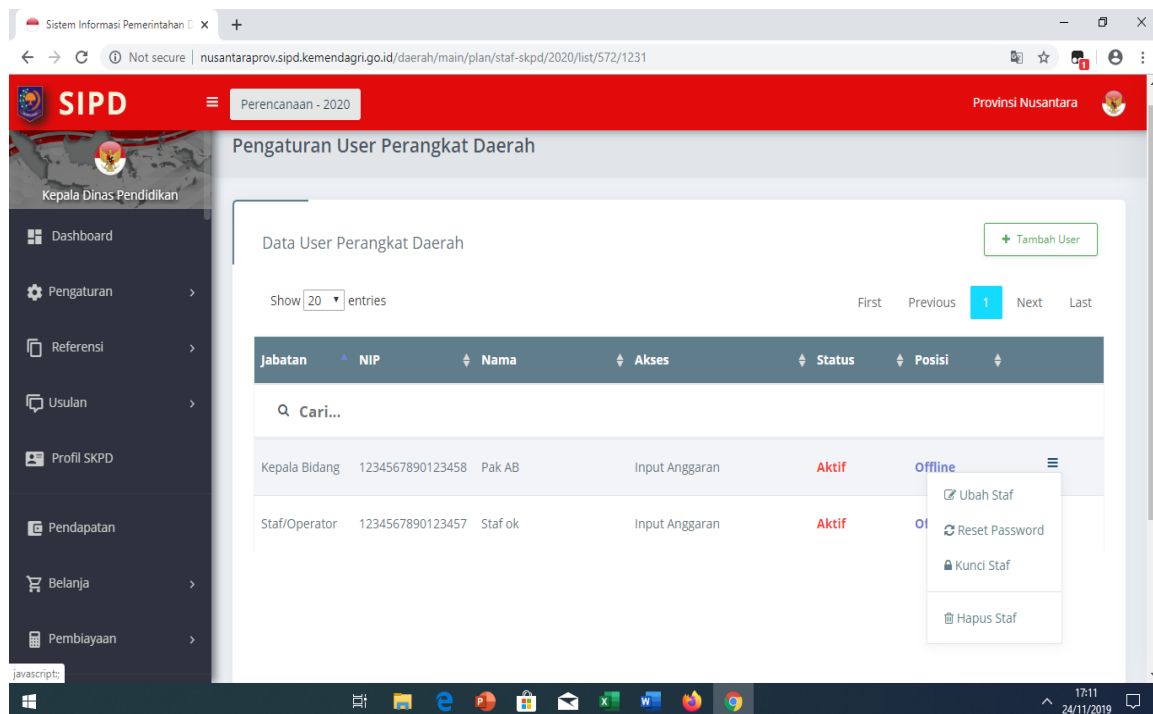 Sistem Informasi Pemerintahan D
Not secure | nusantaraprov.sipd.kemendagri.go.id/daerah/main/plan/staf-skpd/2020/list/572/1231
1
SIPD
Perencanaan - 2020
Provinsi Nusantara
Kepala Dinas Pendidikan
Dashboard
Pengaturan
Referensi
Usulan
Profil SKPD
Pendapatan
Belanja
Pembiayaan
Pengaturan User Perangkat Daerah
Data User Perangkat Daerah
+ Tambah User
Show 20 entries
First Previous 1 Next Last
Jabatan NIP Nama Akses Status Posisi
Cari...
Kepala Bidang 1234567890123458 Pak AB Input Anggaran Aktif Offline
Staf/Operator 1234567890123457 Staf ok Input Anggaran Aktif Of
Ubah Staf
Reset Password
Kunci Staf
Hapus Staf
javascript:;
17:11
24/11/2019